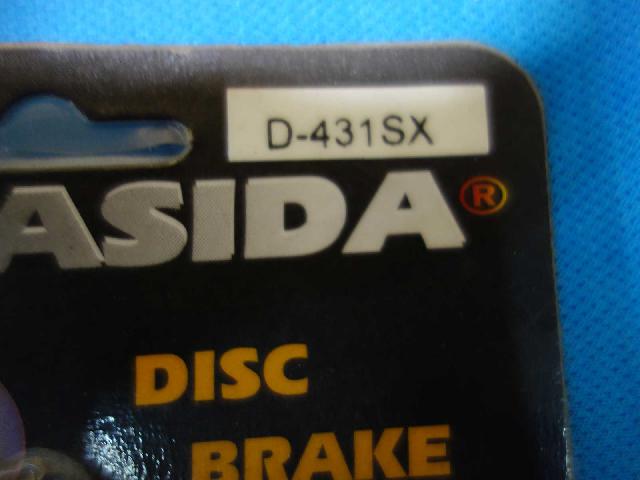 D-431SX
ASIDA®
DISC
BRAKE